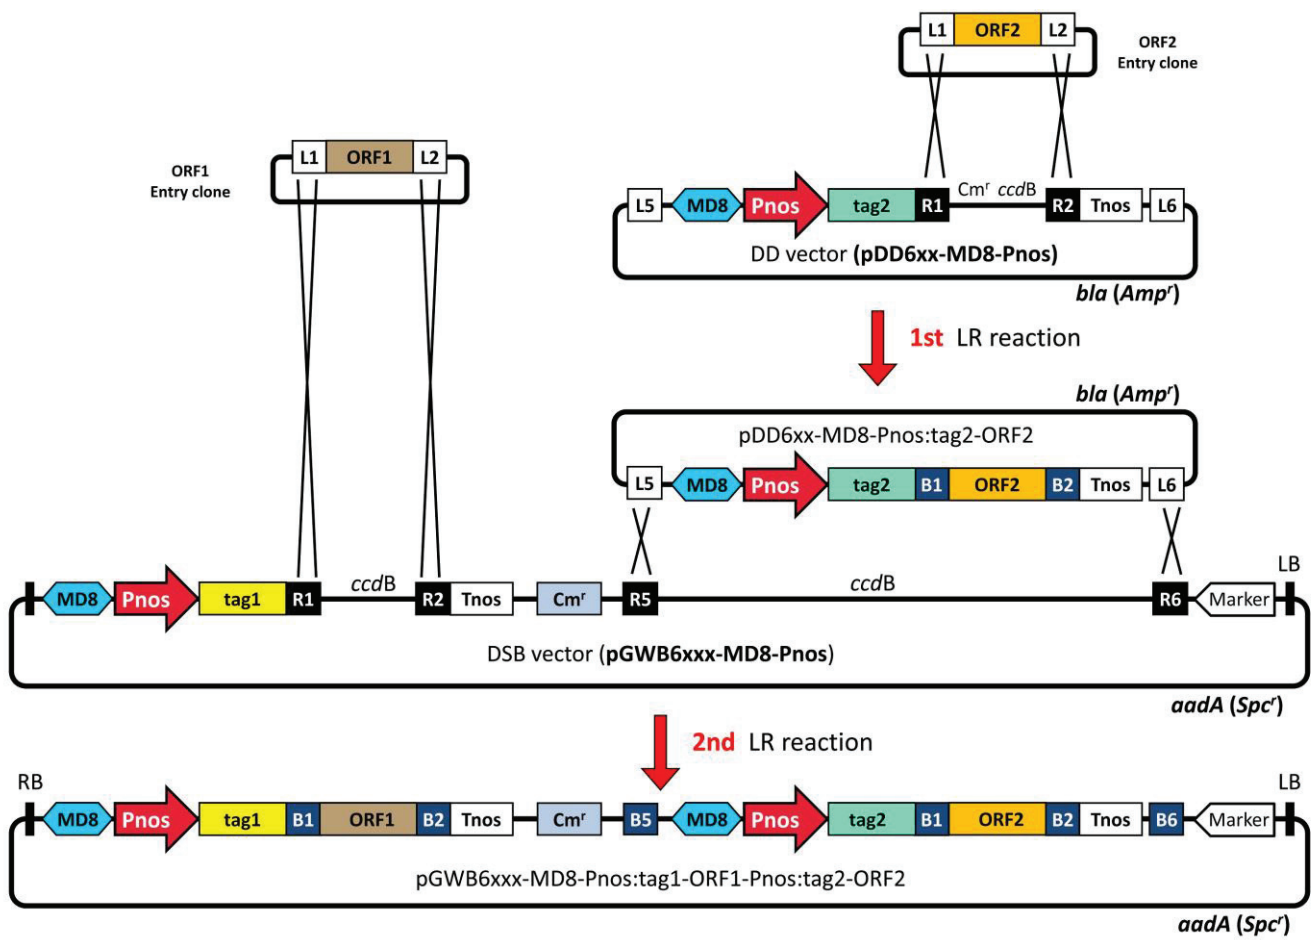 L1 ORF2 L2
ORF2
Entry clone
L1 ORF1 L2
ORF1
Entry clone
Cmʳ ccdB
L5 MD8 Pnos tag2 R1 R2 Tnos L6
DD vector (pDD6xx-MD8-Pnos)
bla (Ampʳ)
1st LR reaction
bla (Ampʳ)
pDD6xx-MD8-Pnos:tag2-ORF2
L5 MD8 Pnos tag2 B1 ORF2 B2 Tnos L6
LB
MD8 Pnos tag1 R1 ccdB R2 Tnos Cmʳ R5 ccdB R6 Marker
DSB vector (pGWB6xxx-MD8-Pnos)
aadA (Spcʳ)
2nd LR reaction
RB LB
MD8 Pnos tag1 B1 ORF1 B2 Tnos Cmʳ B5 MD8 Pnos tag2 B1 ORF2 B2 Tnos B6 Marker
pGWB6xxx-MD8-Pnos:tag1-ORF1-Pnos:tag2-ORF2
aadA (Spcʳ)